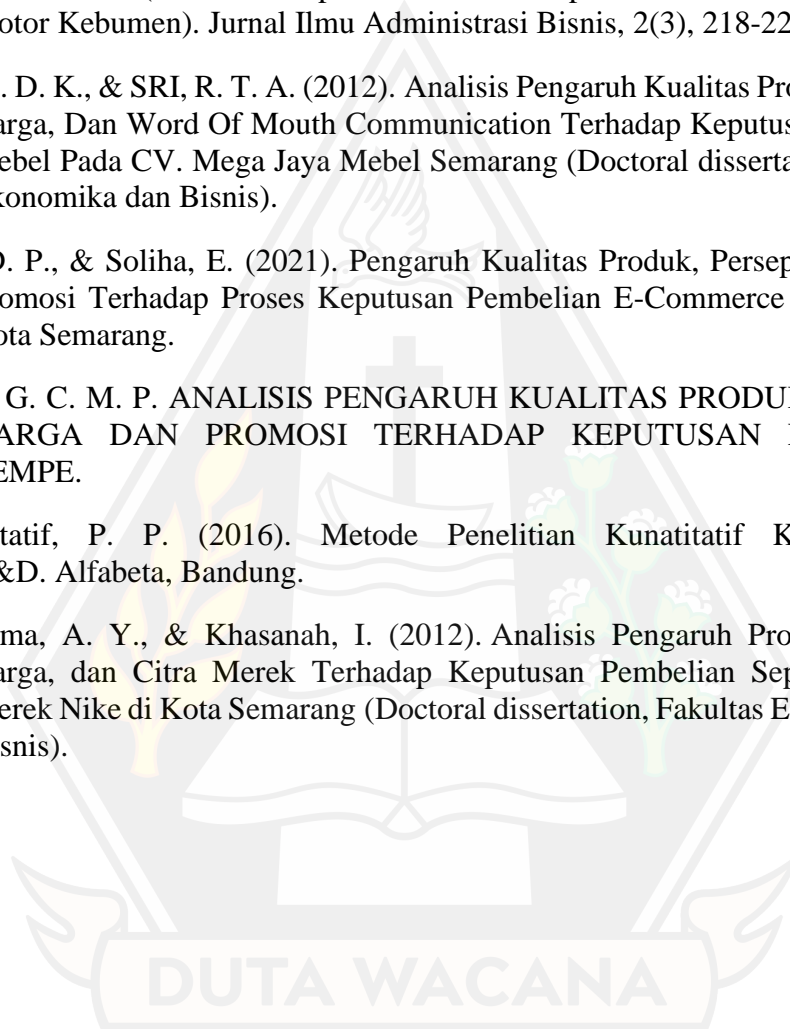 otor Kebumen). Jurnal Ilmu Administrasi Bisnis, 2(3), 218-22
. D. K., & SRI, R. T. A. (2012). Analisis Pengaruh Kualitas Pro
arga, Dan Word Of Mouth Communication Terhadap Keputus
ebel Pada CV. Mega Jaya Mebel Semarang (Doctoral disserta
konomika dan Bisnis).
D. P., & Soliha, E. (2021). Pengaruh Kualitas Produk, Persep
omosi Terhadap Proses Keputusan Pembelian E-Commerce
ota Semarang.
G. C. M. P. ANALISIS PENGARUH KUALITAS PRODU
ARGA DAN PROMOSI TERHADAP KEPUTUSAN
EMPE.
tatif, P. P. (2016). Metode Penelitian Kunatitatif K
&D. Alfabeta, Bandung.
ma, A. Y., & Khasanah, I. (2012). Analisis Pengaruh Pro
arga, dan Citra Merek Terhadap Keputusan Pembelian Sep
erek Nike di Kota Semarang (Doctoral dissertation, Fakultas E
snis).
DUTA WACANA